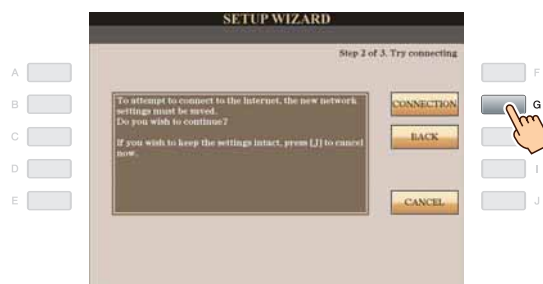 SETUP WIZARD
Step 2 of 3. Try connecting
A
F
To attempt to connect to the Internet, the new network
settings must be saved.
Do you wish to continue?
If you wish to keep the settings intact, press [J] to cancel
now.
CONNECTION
B
G
BACK
C
D
I
CANCEL
E
J